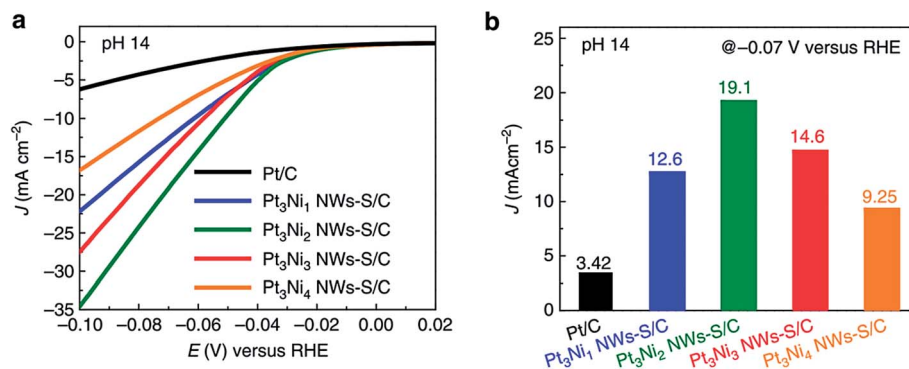 a
pH 14
0
−5
−10
−15
−20
−25
−30
−35
J (mA cm⁻²)
Pt/C
Pt₃Ni₁ NWs-S/C
Pt₃Ni₂ NWs-S/C
Pt₃Ni₃ NWs-S/C
Pt₃Ni₄ NWs-S/C
−0.10 −0.08 −0.06 −0.04 −0.02 0.00 0.02
E (V) versus RHE
b
pH 14 @−0.07 V versus RHE
25
20
15
10
5
0
J (mAcm⁻²)
3.42
12.6
19.1
14.6
9.25
Pt/C
Pt₃Ni₁ NWs-S/C
Pt₃Ni₂ NWs-S/C
Pt₃Ni₃ NWs-S/C
Pt₃Ni₄ NWs-S/C